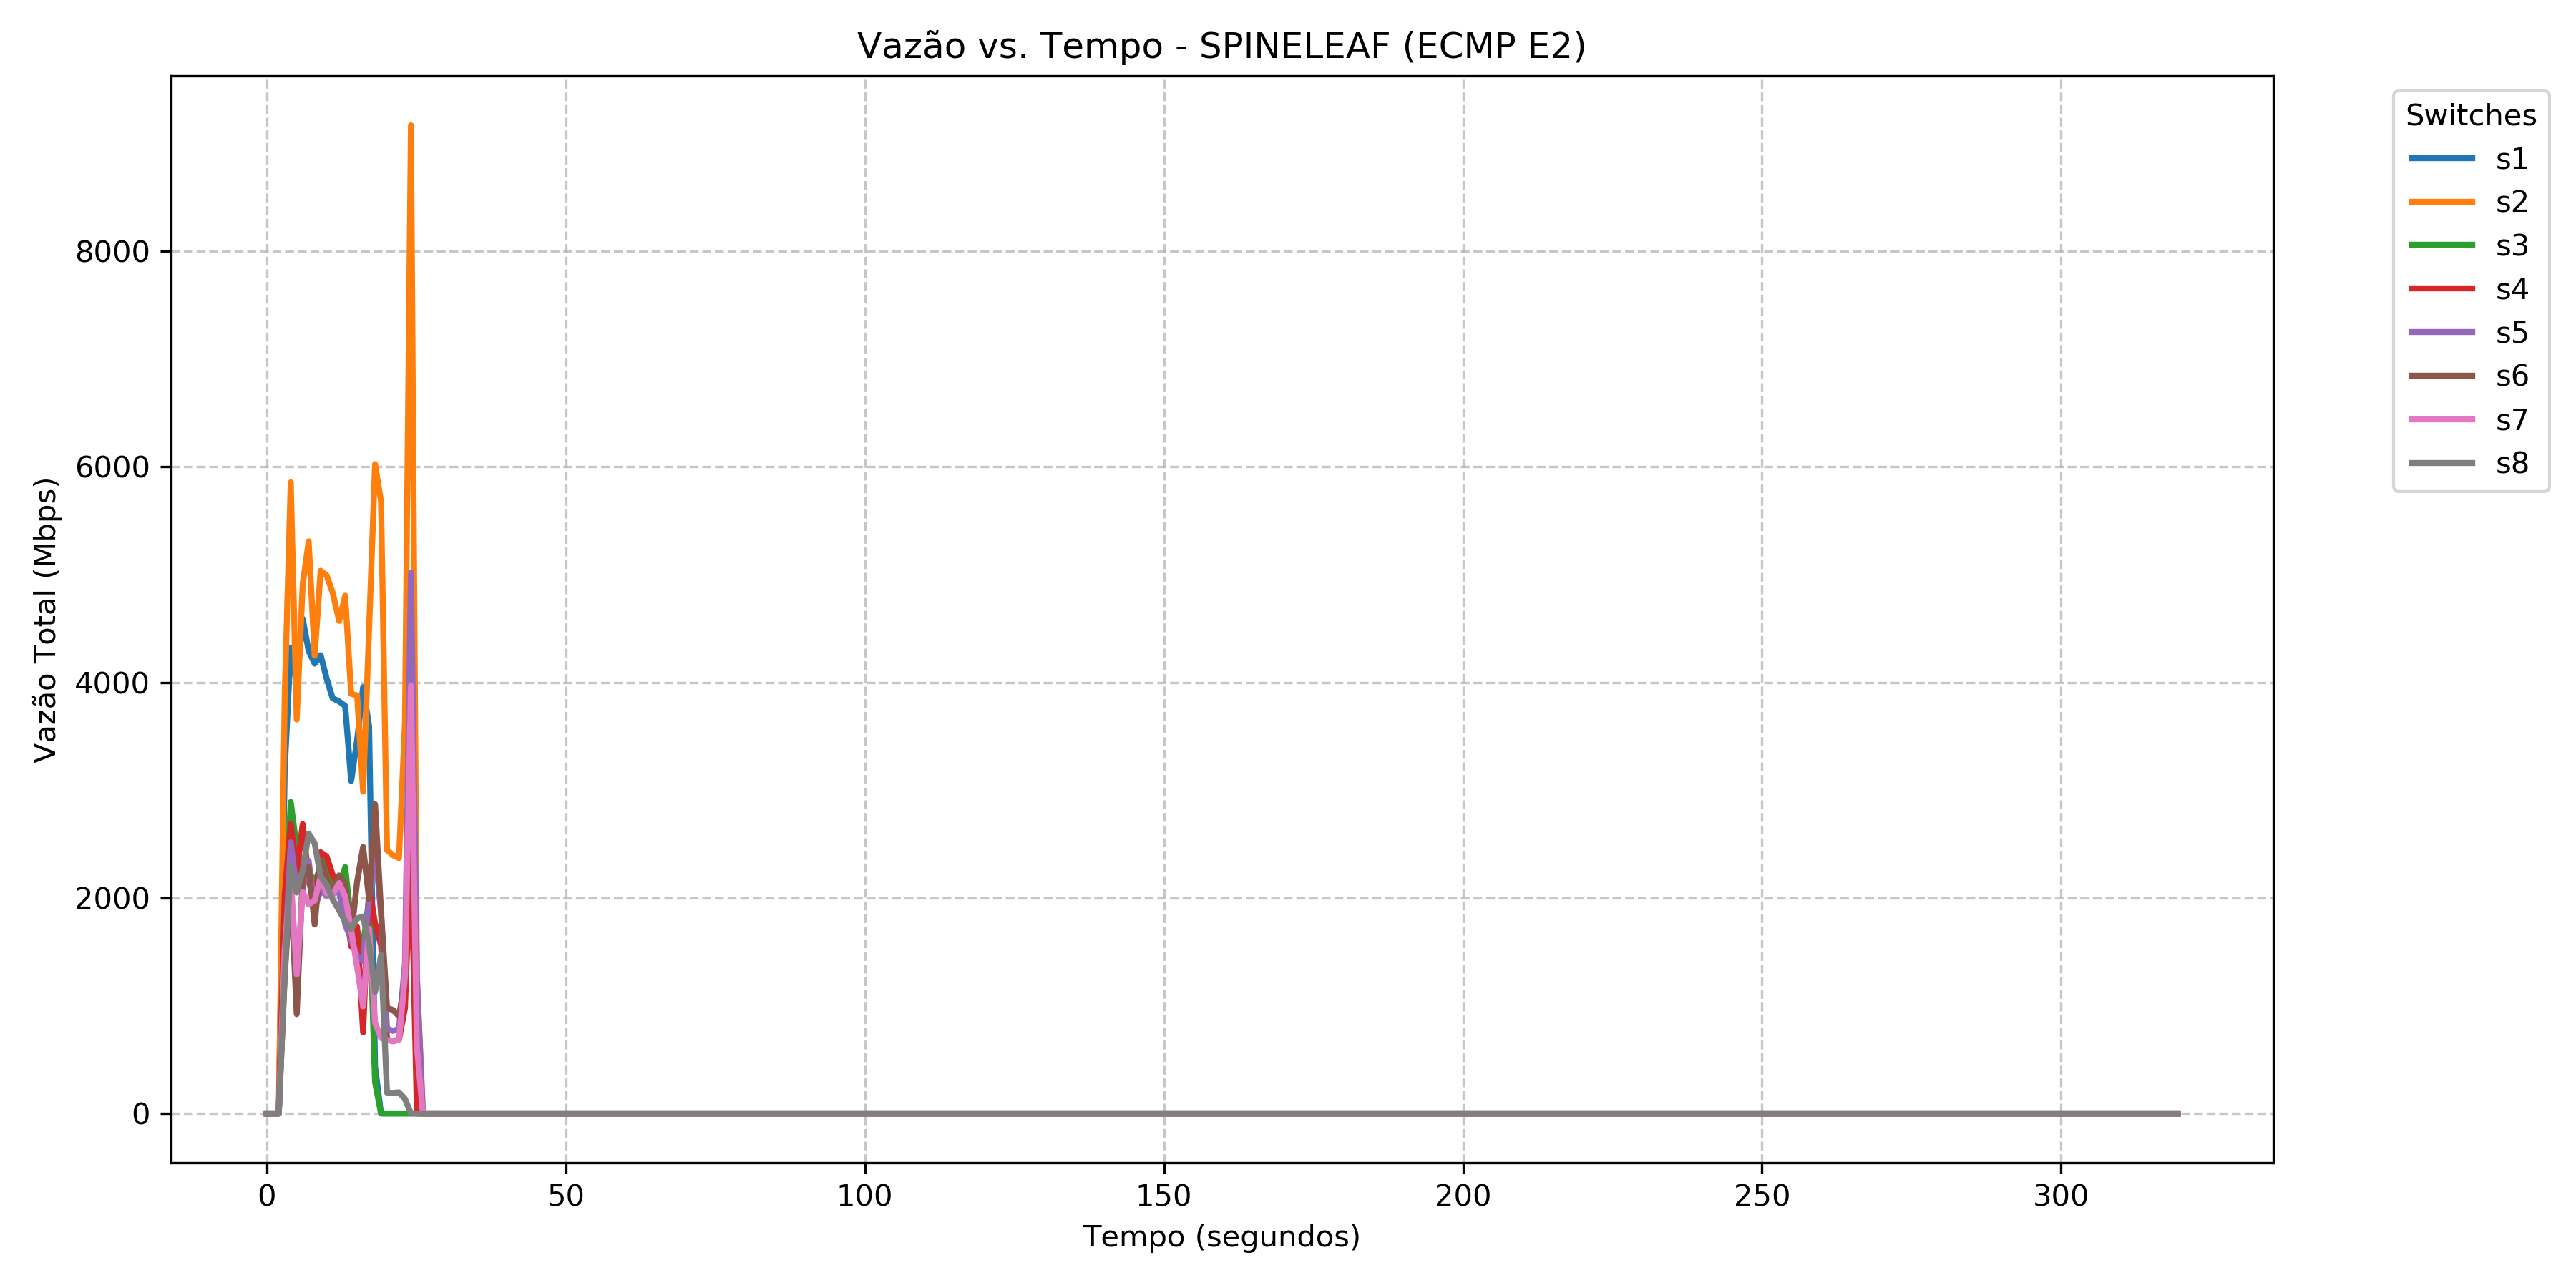 Vazão vs. Tempo - SPINELEAF (ECMP E2)
Vazão Total (Mbps)
8000
6000
4000
2000
0
0 50 100 150 200 250 300
Tempo (segundos)
Switches
s1
s2
s3
s4
s5
s6
s7
s8